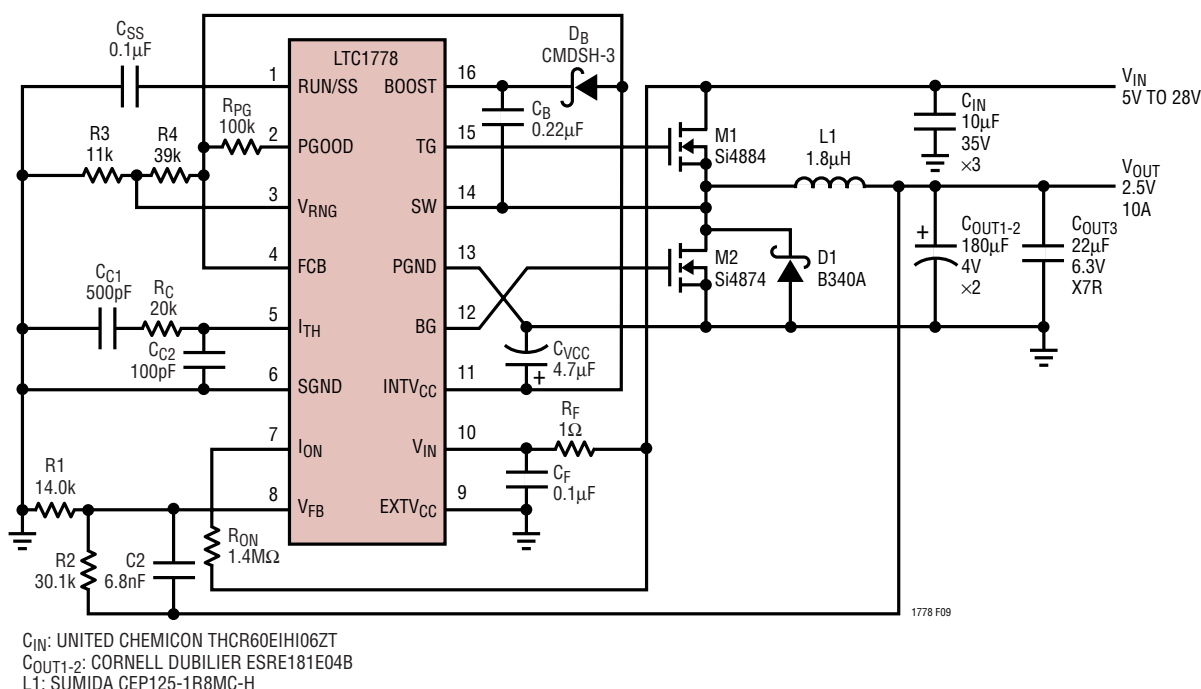 C_SS
0.1µF
LTC1778
D_B
CMDSH-3
1
RUN/SS
BOOST
16
R_PG
100k
2
PGOOD
C_B
0.22µF
TG
15
M1
Si4884
V_IN
5V TO 28V
C_IN
10µF
35V
×3
R3
11k
R4
39k
3
V_RNG
SW
14
L1
1.8µH
V_OUT
2.5V
10A
4
FCB
PGND
13
M2
Si4874
D1
B340A
+
C_OUT1-2
180µF
4V
×2
C_OUT3
22µF
6.3V
X7R
C_C1
500pF
R_C
20k
5
I_TH
BG
12
C_C2
100pF
C_VCC
4.7µF
+
6
SGND
INTV_CC
11
7
I_ON
V_IN
10
R_F
1Ω
C_F
0.1µF
R1
14.0k
8
V_FB
EXTV_CC
9
R2
30.1k
C2
6.8nF
R_ON
1.4MΩ
1778 F09
C_IN: UNITED CHEMICON THCR60EIHI06ZT
C_OUT1-2: CORNELL DUBILIER ESRE181E04B
L1: SUMIDA CEP125-1R8MC-H